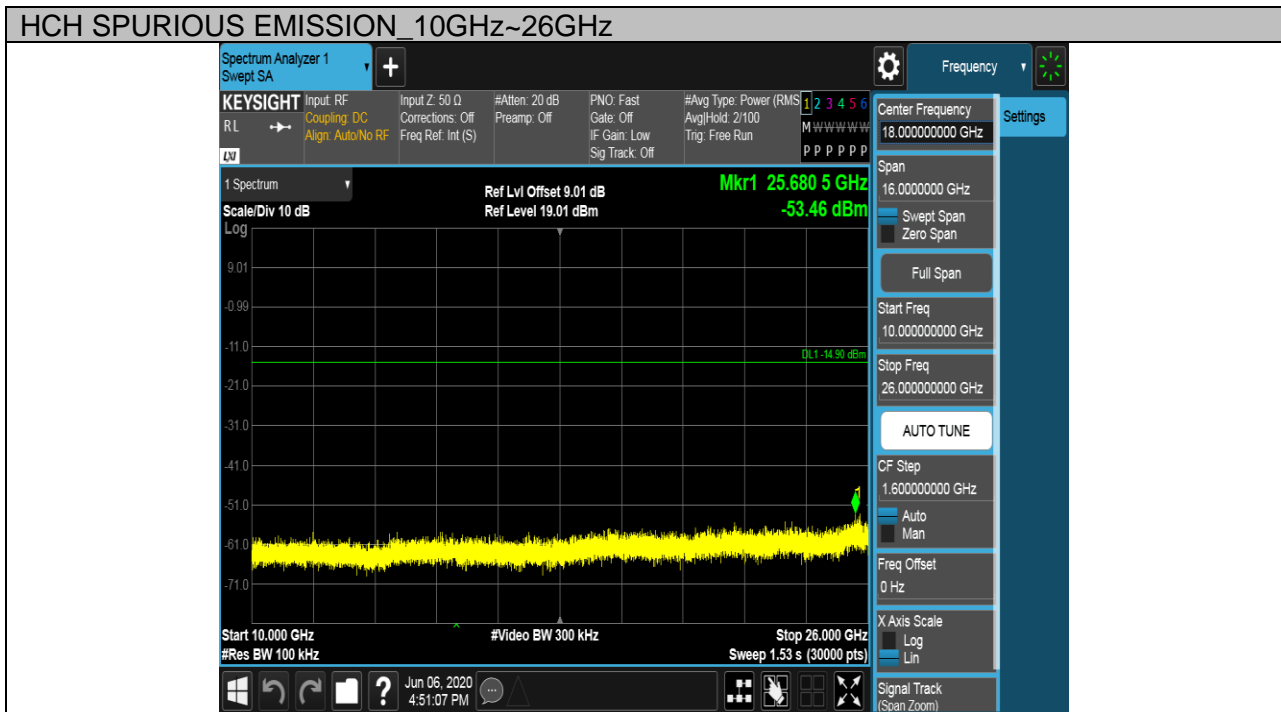 HCH SPURIOUS EMISSION_10GHz~26GHz
Spectrum Analyzer 1
Swept SA
+
Frequency
KEYSIGHT
RL
LXI
Input: RF
Coupling: DC
Align: Auto/No RF
Input Z: 50 Ω
Corrections: Off
Freq Ref: Int (S)
#Atten: 20 dB
Preamp: Off
PNO: Fast
Gate: Off
IF Gain: Low
Sig Track: Off
#Avg Type: Power (RMS
Avg|Hold: 2/100
Trig: Free Run
1 2 3 4 5 6
M W W W W W
P P P P P P
1 Spectrum
Scale/Div 10 dB
Log
Ref Lvl Offset 9.01 dB
Ref Level 19.01 dBm
Mkr1 25.680 5 GHz
-53.46 dBm
9.01
-0.99
-11.0
DL1 -14.90 dBm
-21.0
-31.0
-41.0
1
-51.0
-61.0
-71.0
Start 10.000 GHz
#Res BW 100 kHz
#Video BW 300 kHz
Stop 26.000 GHz
Sweep 1.53 s (30000 pts)
?
Jun 06, 2020
4:51:07 PM
Center Frequency
18.000000000 GHz
Settings
Span
16.0000000 GHz
Swept Span
Zero Span
Full Span
Start Freq
10.000000000 GHz
Stop Freq
26.000000000 GHz
AUTO TUNE
CF Step
1.600000000 GHz
Auto
Man
Freq Offset
0 Hz
X Axis Scale
Log
Lin
Signal Track
(Span Zoom)